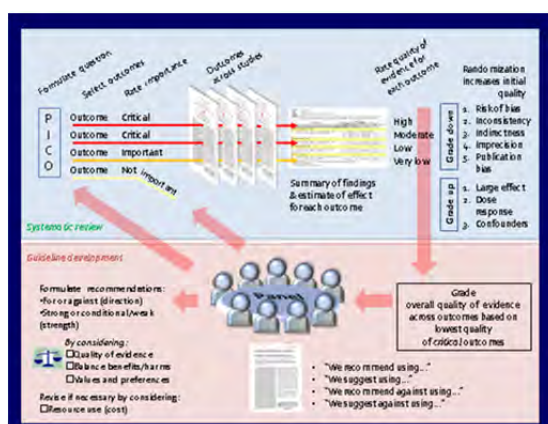 Formulate question
Select outcomes
Rate importance
Outcomes across studies
Rate quality of evidence for each outcome
P
I
C
O
Outcome Critical
Outcome Critical
Outcome Important
Outcome Not important
High
Moderate
Low
Very low
Summary of findings
& estimate of effect
for each outcome
Randomization
increases initial
quality
Grade down
1. Risk of bias
2. Inconsistency
3. Indirectness
4. Imprecision
5. Publication
bias
Grade up
1. Large effect
2. Dose
response
3. Confounders
Systematic review
Guideline development
Panel
Formulate recommendations:
•For or against (direction)
•Strong or conditional/weak
(strength)
By considering:
☐Quality of evidence
☐Balance benefits/harms
☐Values and preferences
Revise if necessary by considering:
☐Resource use (cost)
Grade
overall quality of evidence
across outcomes based on
lowest quality
of critical outcomes
• "We recommend using..."
• "We suggest using..."
• "We recommend against using..."
• "We suggest against using..."